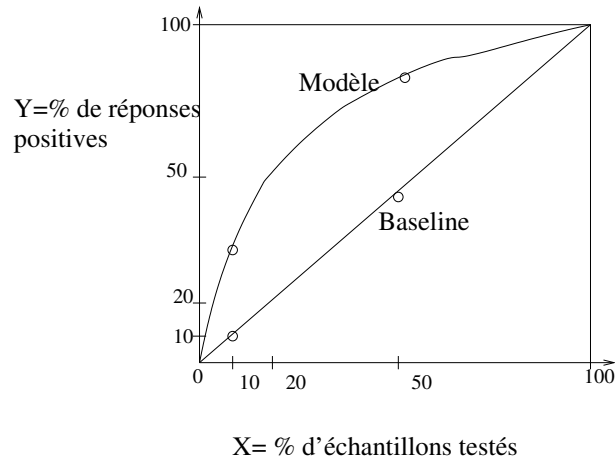 100
Modèle
Y=% de réponses
positives
50
Baseline
20
10
0
10
20
50
100
X= % d'échantillons testés